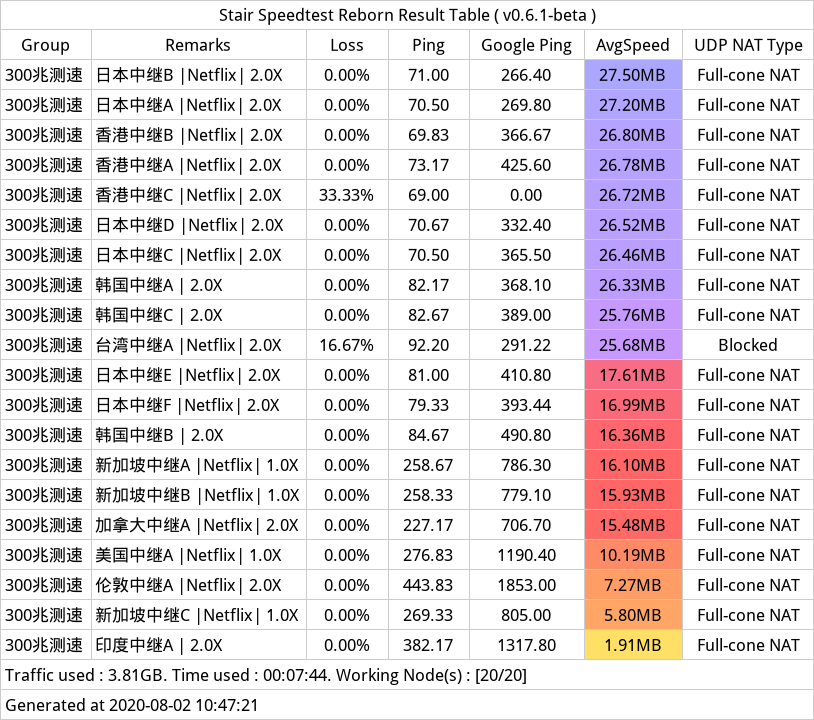 Stair Speedtest Reborn Result Table ( v0.6.1-beta )
Group Remarks Loss Ping Google Ping AvgSpeed UDP NAT Type
300兆测速 日本中继B |Netflix| 2.0X 0.00% 71.00 266.40 27.50MB Full-cone NAT
300兆测速 日本中继A |Netflix| 2.0X 0.00% 70.50 269.80 27.20MB Full-cone NAT
300兆测速 香港中继B |Netflix| 2.0X 0.00% 69.83 366.67 26.80MB Full-cone NAT
300兆测速 香港中继A |Netflix| 2.0X 0.00% 73.17 425.60 26.78MB Full-cone NAT
300兆测速 香港中继C |Netflix| 2.0X 33.33% 69.00 0.00 26.72MB Full-cone NAT
300兆测速 日本中继D |Netflix| 2.0X 0.00% 70.67 332.40 26.52MB Full-cone NAT
300兆测速 日本中继C |Netflix| 2.0X 0.00% 70.50 365.50 26.46MB Full-cone NAT
300兆测速 韩国中继A | 2.0X 0.00% 82.17 368.10 26.33MB Full-cone NAT
300兆测速 韩国中继C | 2.0X 0.00% 82.67 389.00 25.76MB Full-cone NAT
300兆测速 台湾中继A |Netflix| 2.0X 16.67% 92.20 291.22 25.68MB Blocked
300兆测速 日本中继E |Netflix| 2.0X 0.00% 81.00 410.80 17.61MB Full-cone NAT
300兆测速 日本中继F |Netflix| 2.0X 0.00% 79.33 393.44 16.99MB Full-cone NAT
300兆测速 韩国中继B | 2.0X 0.00% 84.67 490.80 16.36MB Full-cone NAT
300兆测速 新加坡中继A |Netflix| 1.0X 0.00% 258.67 786.30 16.10MB Full-cone NAT
300兆测速 新加坡中继B |Netflix| 1.0X 0.00% 258.33 779.10 15.93MB Full-cone NAT
300兆测速 加拿大中继A |Netflix| 2.0X 0.00% 227.17 706.70 15.48MB Full-cone NAT
300兆测速 美国中继A |Netflix| 1.0X 0.00% 276.83 1190.40 10.19MB Full-cone NAT
300兆测速 伦敦中继A |Netflix| 2.0X 0.00% 443.83 1853.00 7.27MB Full-cone NAT
300兆测速 新加坡中继C |Netflix| 1.0X 0.00% 269.33 805.00 5.80MB Full-cone NAT
300兆测速 印度中继A | 2.0X 0.00% 382.17 1317.80 1.91MB Full-cone NAT
Traffic used : 3.81GB. Time used : 00:07:44. Working Node(s) : [20/20]
Generated at 2020-08-02 10:47:21